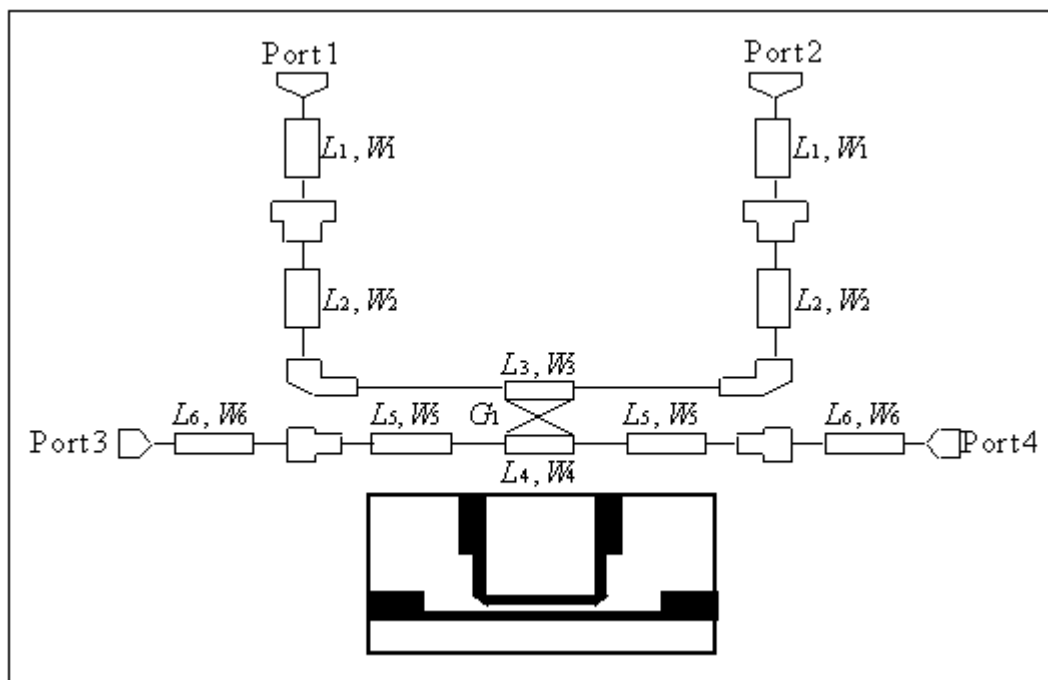 Port1 Port2
L1, W1 L1, W1
L2, W2 L2, W2
L3, W3
L6, W6 L5, W5 G1 L5, W5 L6, W6
Port3 Port4
L4, W4